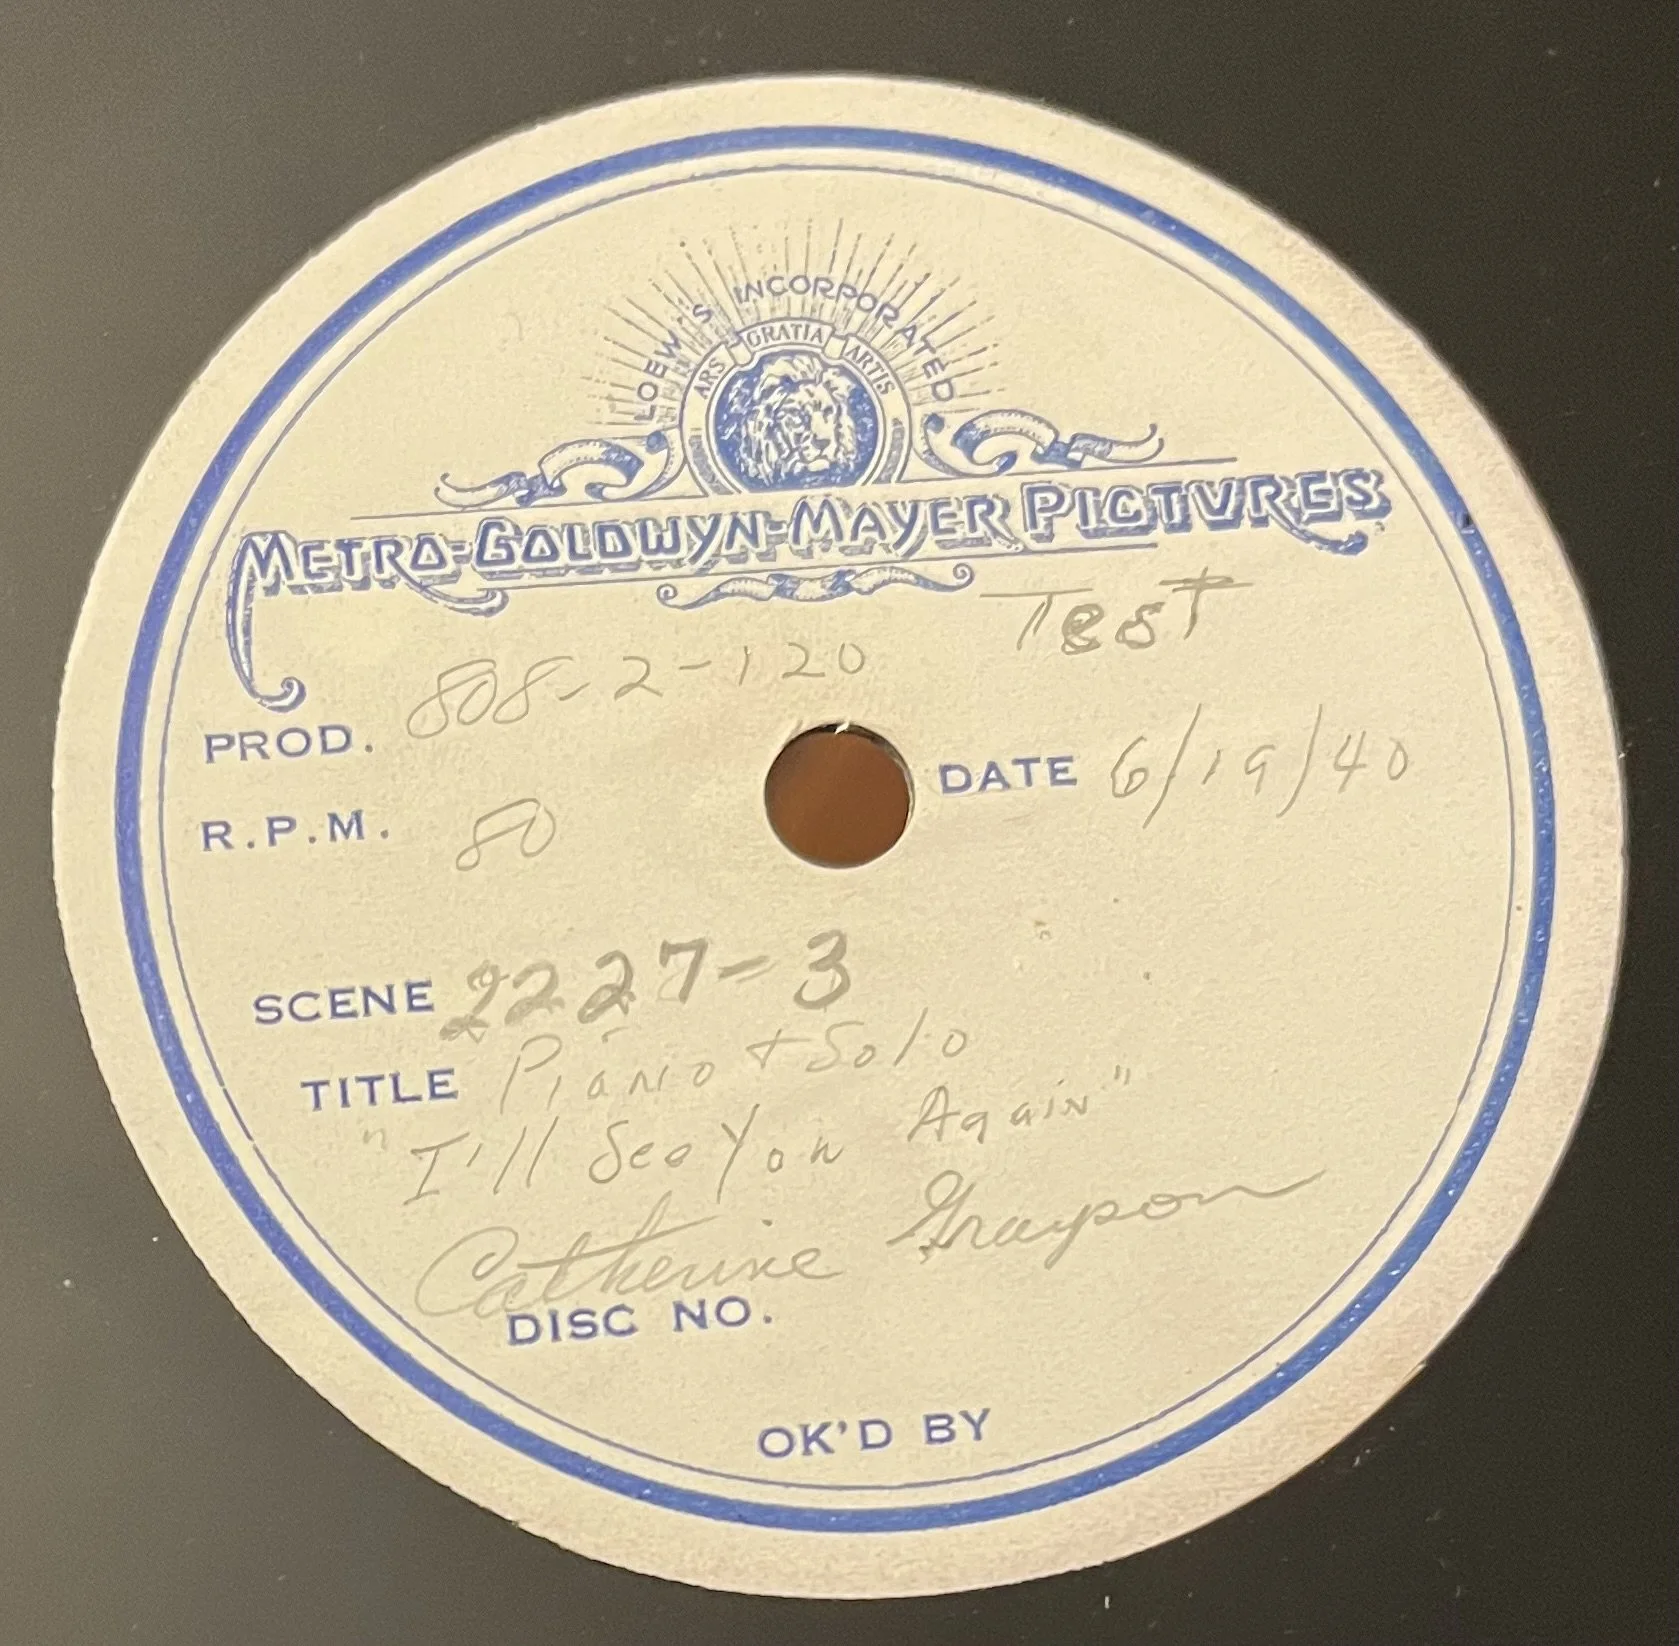 LOEW'S INCORPORATED
ARS GRATIA ARTIS
METRO-GOLDWYN-MAYER PICTVRES
Test
PROD. 808-2-120
DATE 6/19/40
R.P.M. 80
SCENE 2227-3
TITLE Piano + Solo
"I'll See You Again"
Catherine Grayson
DISC NO.
OK'D BY